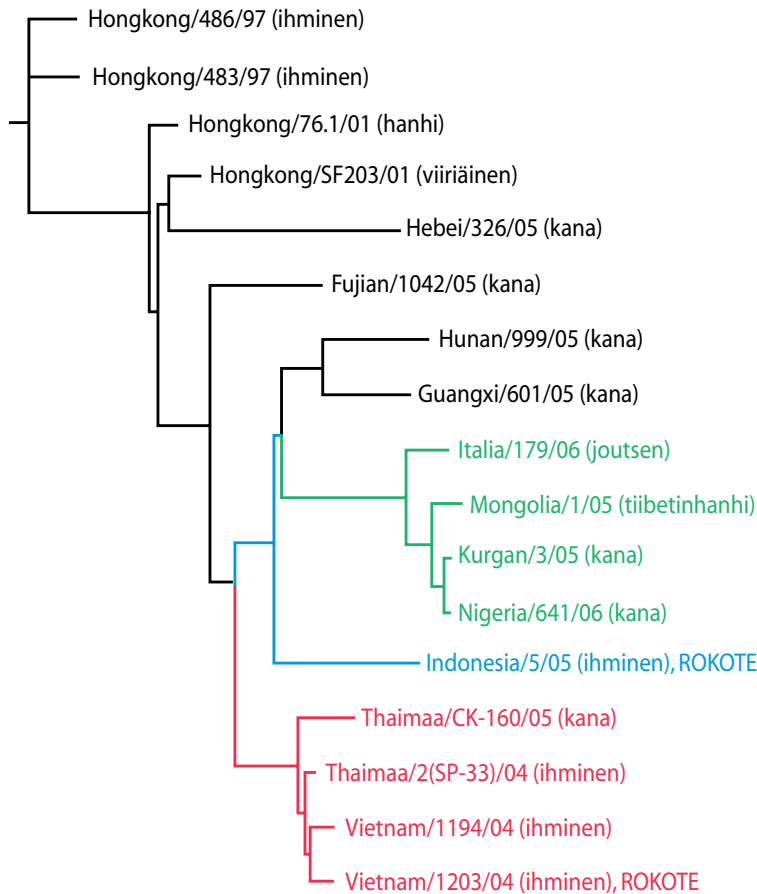 Hongkong/486/97 (ihminen)
Hongkong/483/97 (ihminen)
Hongkong/76.1/01 (hanhi)
Hongkong/SF203/01 (viiriäinen)
Hebei/326/05 (kana)
Fujian/1042/05 (kana)
Hunan/999/05 (kana)
Guangxi/601/05 (kana)
Italia/179/06 (joutsen)
Mongolia/1/05 (tiibetinhanhi)
Kurgan/3/05 (kana)
Nigeria/641/06 (kana)
Indonesia/5/05 (ihminen), ROKOTE
Thaimaa/CK-160/05 (kana)
Thaimaa/2(SP-33)/04 (ihminen)
Vietnam/1194/04 (ihminen)
Vietnam/1203/04 (ihminen), ROKOTE